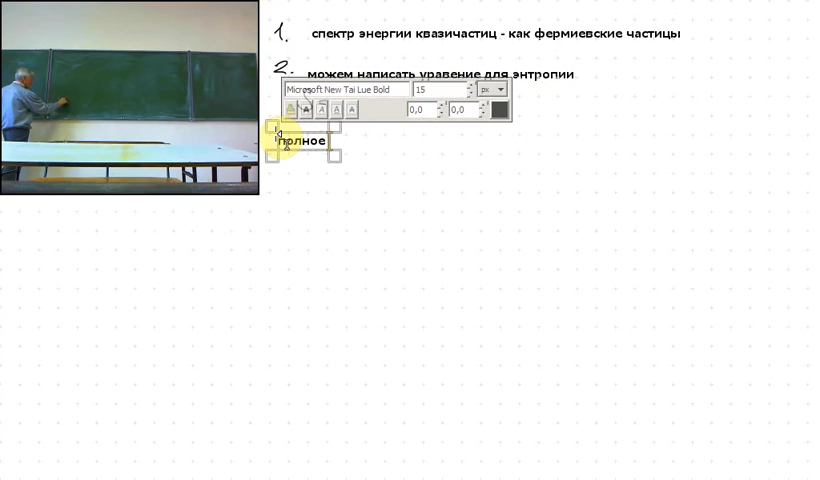 1. спектр энергии квазичастиц - как фермиевские частицы
2. можем написать уравение для энтропии
Microsoft New Tai Lue Bold 15 px
0,0 0,0
полное